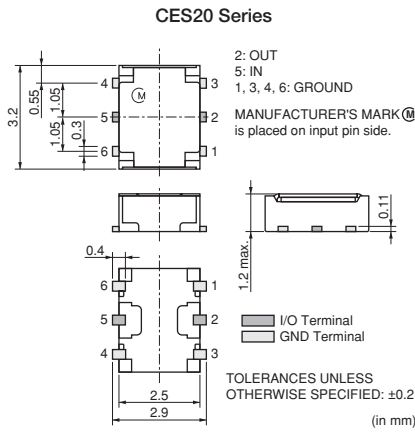 CES20 Series
2: OUT
5: IN
1, 3, 4, 6: GROUND
MANUFACTURER'S MARK Ⓜ
is placed on input pin side.
3.2
0.55
1.05
1.05
0.3
4
5
6
Ⓜ
3
2
1
1.2 max.
0.11
0.4
6
5
4
1
2
3
2.5
2.9
I/O Terminal
GND Terminal
TOLERANCES UNLESS
OTHERWISE SPECIFIED: ±0.2
(in mm)